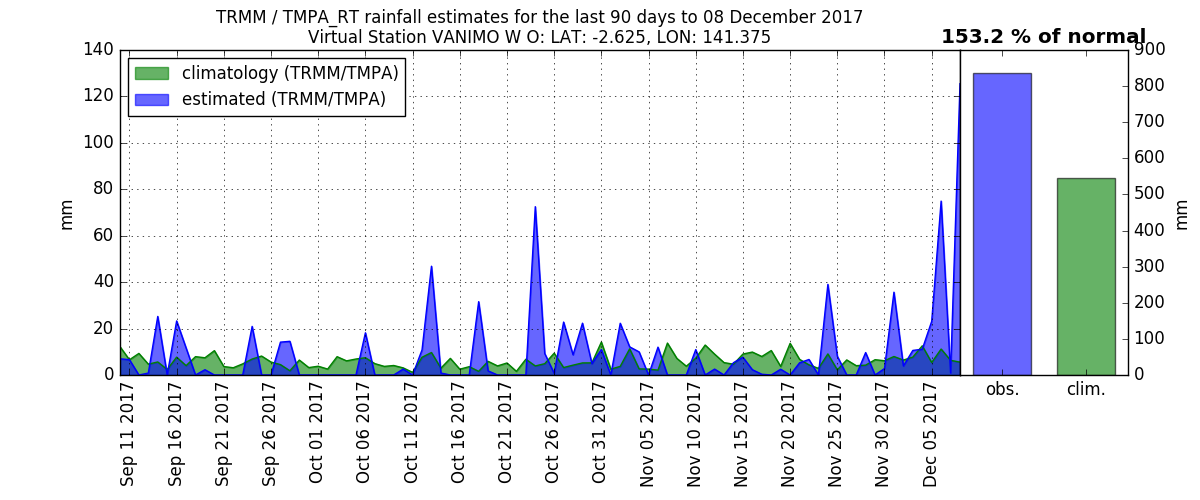 TRMM / TMPA_RT rainfall estimates for the last 90 days to 08 December 2017
Virtual Station VANIMO W O: LAT: -2.625, LON: 141.375
153.2 % of normal
climatology (TRMM/TMPA)
estimated (TRMM/TMPA)
mm
140
120
100
80
60
40
20
0
Sep 11 2017
Sep 16 2017
Sep 21 2017
Sep 26 2017
Oct 01 2017
Oct 06 2017
Oct 11 2017
Oct 16 2017
Oct 21 2017
Oct 26 2017
Oct 31 2017
Nov 05 2017
Nov 10 2017
Nov 15 2017
Nov 20 2017
Nov 25 2017
Nov 30 2017
Dec 05 2017
obs.
clim.
900
800
700
600
500
400
300
200
100
0
mm